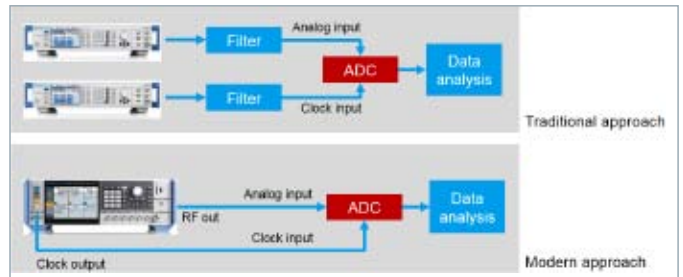 Analog input
Filter
ADC
Data
analysis
Filter
Clock input
Traditional approach
Analog input
RF out
ADC
Data
analysis
Clock input
Clock output
Modern approach